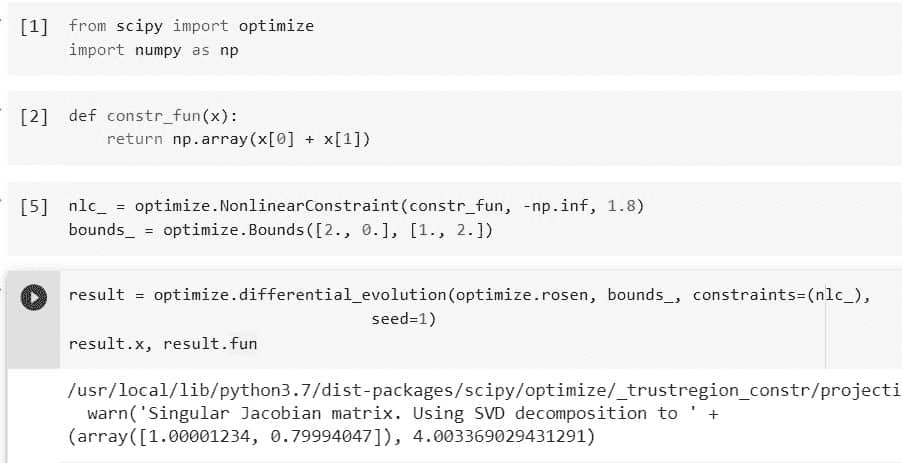 [1] from scipy import optimize
import numpy as np
[2] def constr_fun(x):
return np.array(x[0] + x[1])
[5] nlc_ = optimize.NonlinearConstraint(constr_fun, -np.inf, 1.8)
bounds_ = optimize.Bounds([2., 0.], [1., 2.])
result = optimize.differential_evolution(optimize.rosen, bounds_, constraints=(nlc_),
seed=1)
result.x, result.fun
/usr/local/lib/python3.7/dist-packages/scipy/optimize/_trustregion_constr/projecti
warn('Singular Jacobian matrix. Using SVD decomposition to ' +
(array([1.00001234, 0.79994047]), 4.003369029431291)